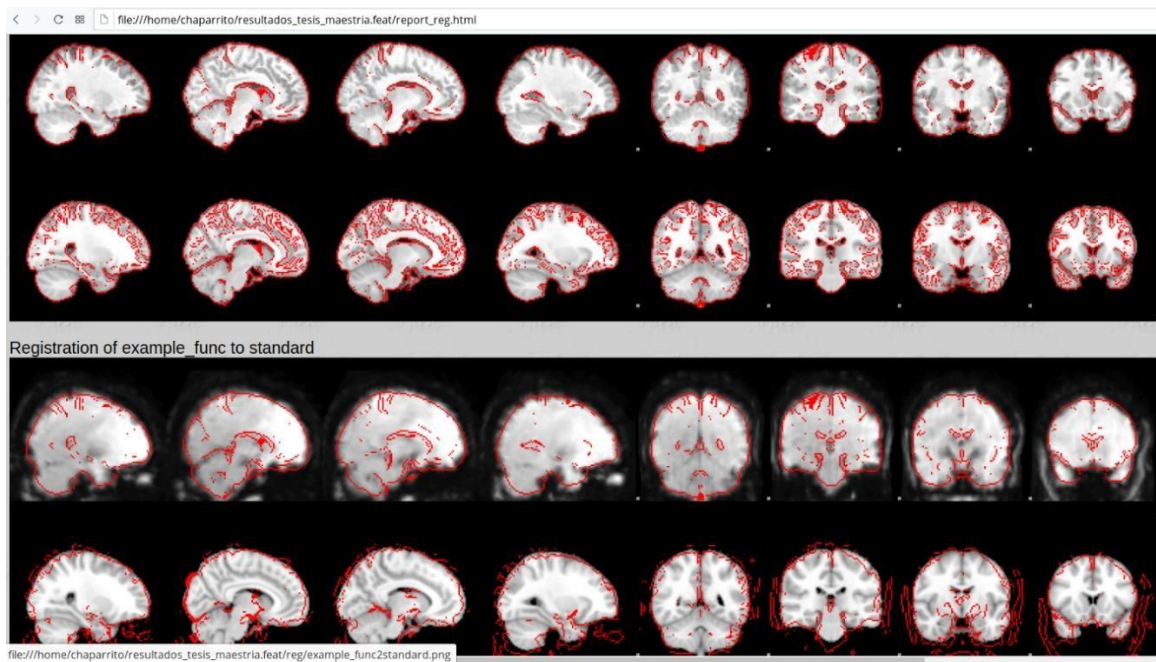 file:///home/chaparrito/resultados_tesis_maestria.feat/report_reg.html
Registration of example_func to standard
file:///home/chaparrito/resultados_tesis_maestria.feat/reg/example_func2standard.png